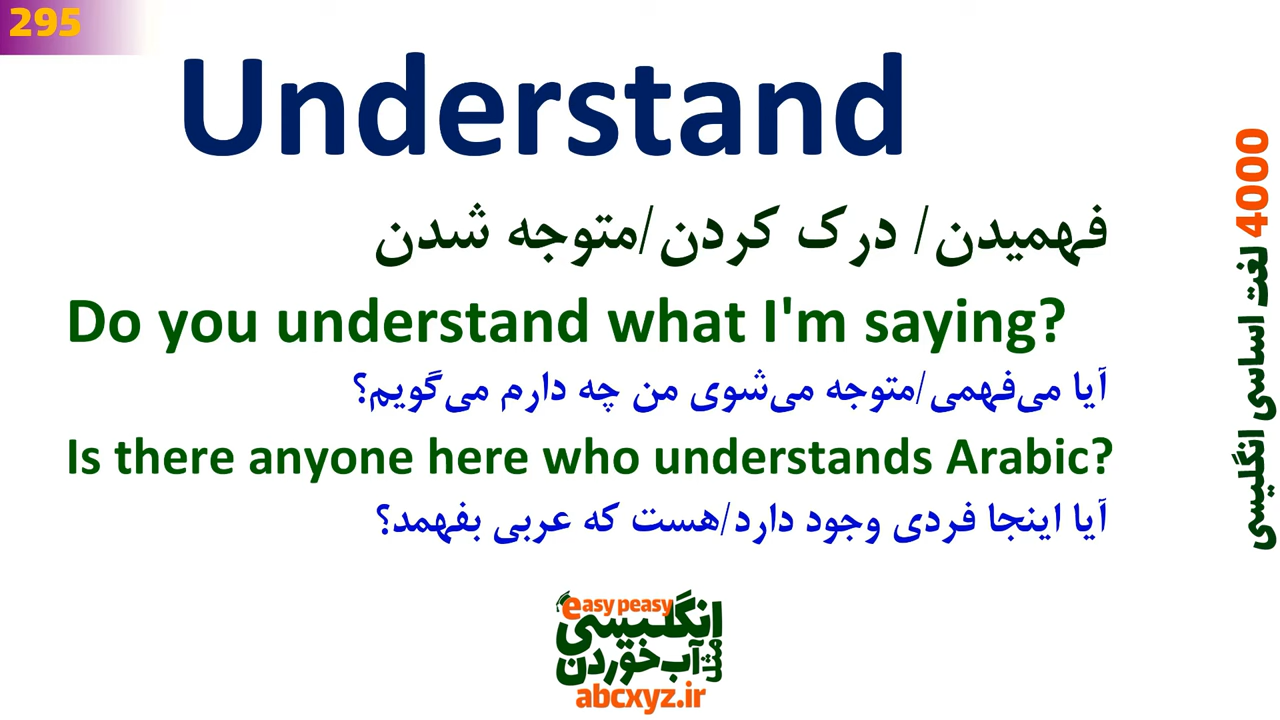 295
Understand
فهمیدن/ درک کردن/متوجه شدن
Do you understand what I'm saying?
آیا می‌فهمی/متوجه می‌شوی من چه دارم می‌گویم؟
Is there anyone here who understands Arabic?
آیا اینجا فردی وجود دارد/هست که عربی بفهمد؟
4000 لغت اساسی انگلیسی
easy peasy
انگلیسی
مثل آب خوردن
abcxyz.ir